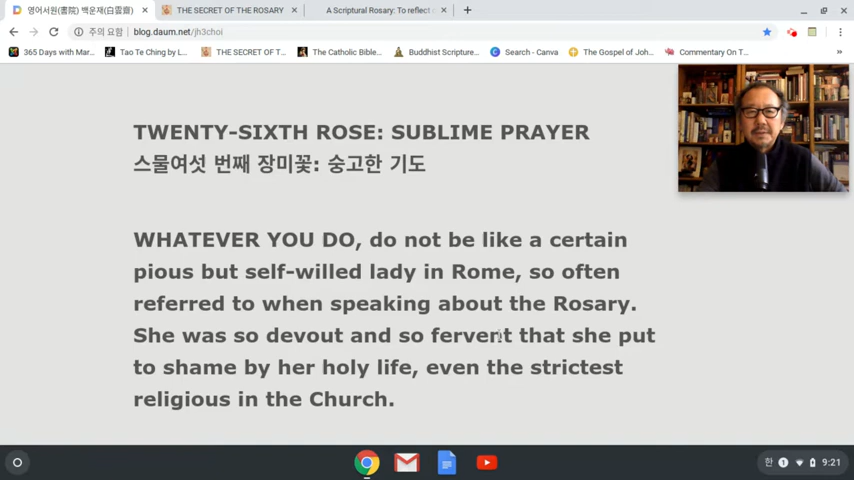 영어서원(書院) 백운재(白雲齋)
THE SECRET OF THE ROSARY
A Scriptural Rosary: To reflect c
주의 요함
blog.daum.net/jh3choi
365 Days with Mar...
Tao Te Ching by L...
THE SECRET OF T...
The Catholic Bible...
Buddhist Scripture...
Search - Canva
The Gospel of Joh...
Commentary On T...
TWENTY-SIXTH ROSE: SUBLIME PRAYER
스물여섯 번째 장미꽃: 숭고한 기도
WHATEVER YOU DO, do not be like a certain
pious but self-willed lady in Rome, so often
referred to when speaking about the Rosary.
She was so devout and so fervent that she put
to shame by her holy life, even the strictest
religious in the Church.
한
1
9:21